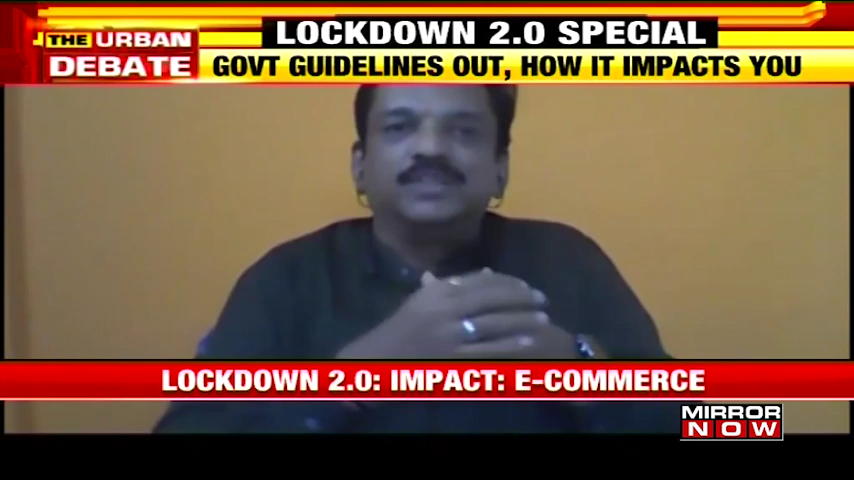 THE URBAN
DEBATE
LOCKDOWN 2.0 SPECIAL
GOVT GUIDELINES OUT, HOW IT IMPACTS YOU
LOCKDOWN 2.0: IMPACT: E-COMMERCE
MIRROR
NOW